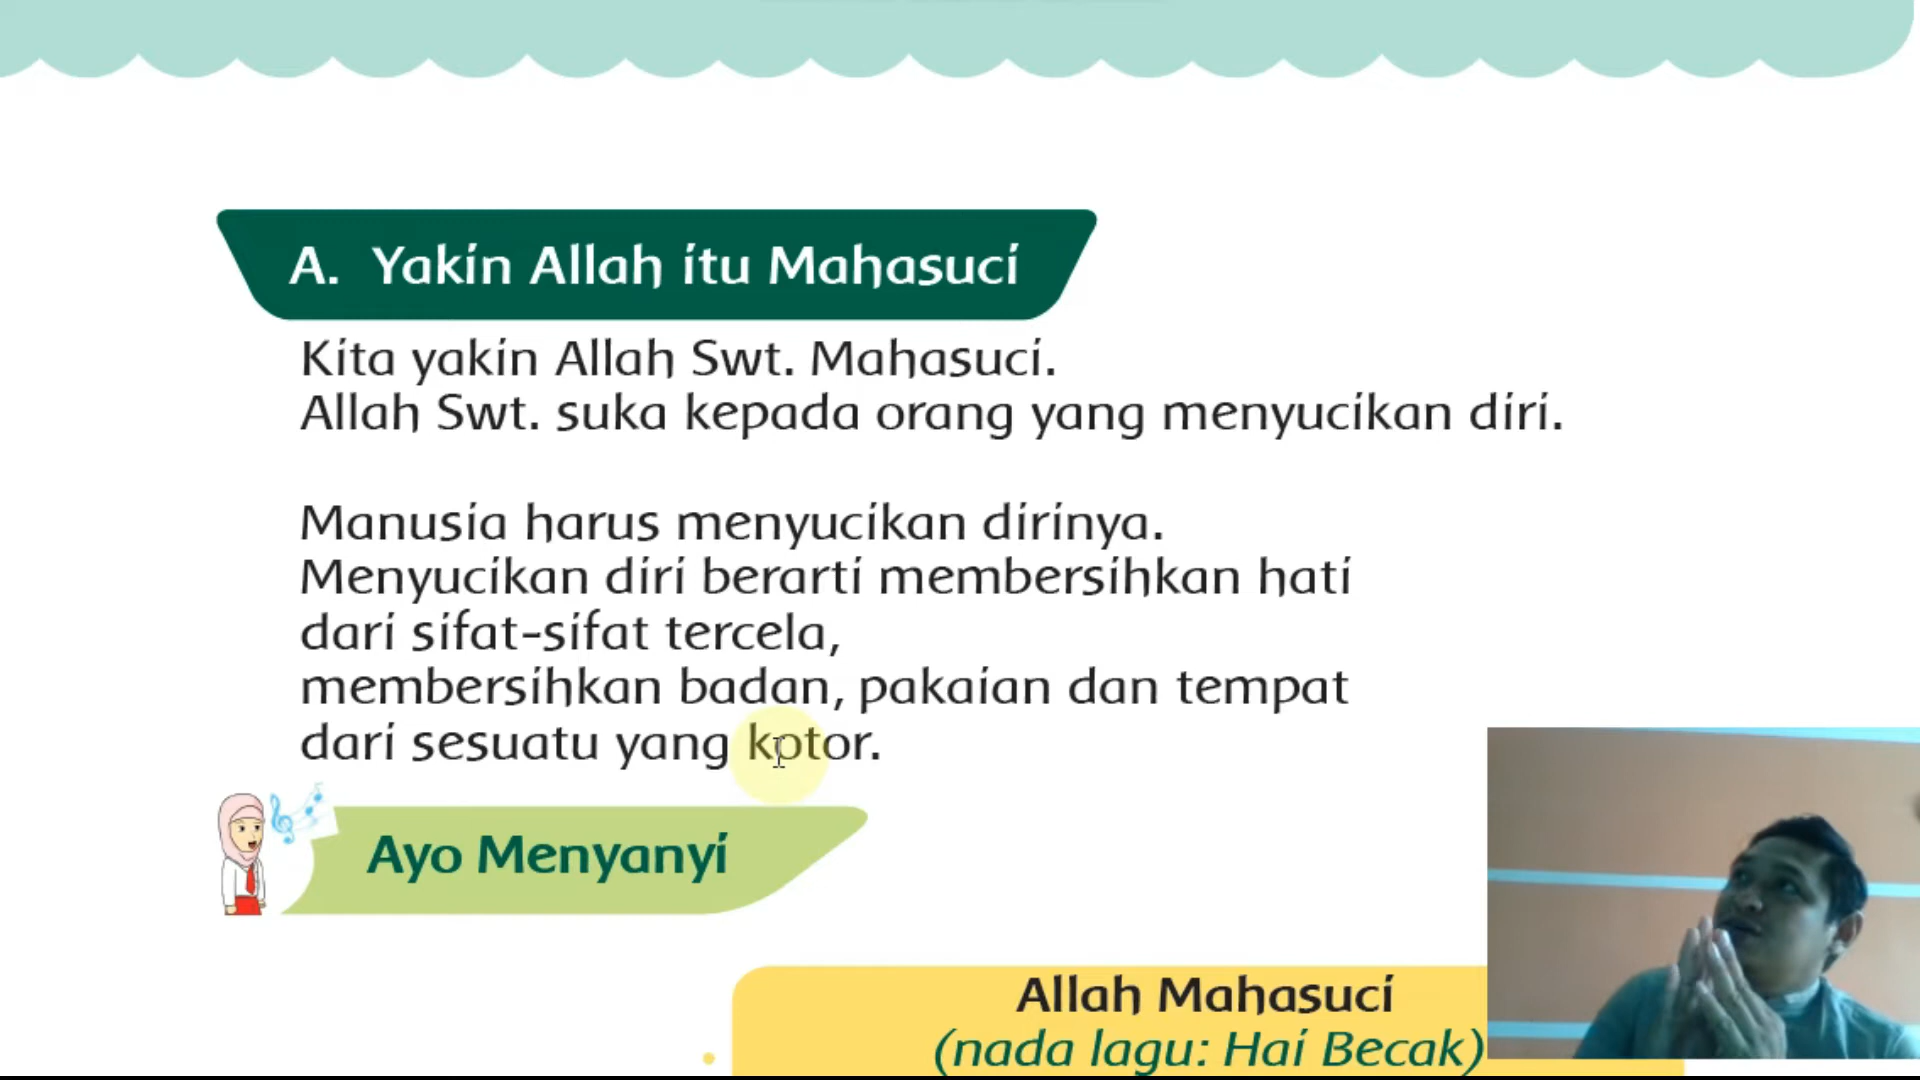 A. Yakin Allah itu Mahasuci
Kita yakin Allah Swt. Mahasuci.
Allah Swt. suka kepada orang yang menyucikan diri.
Manusia harus menyucikan dirinya.
Menyucikan diri berarti membersihkan hati
dari sifat-sifat tercela,
membersihkan badan, pakaian dan tempat
dari sesuatu yang kotor.
Ayo Menyanyi
Allah Mahasuci
(nada lagu: Hai Becak)